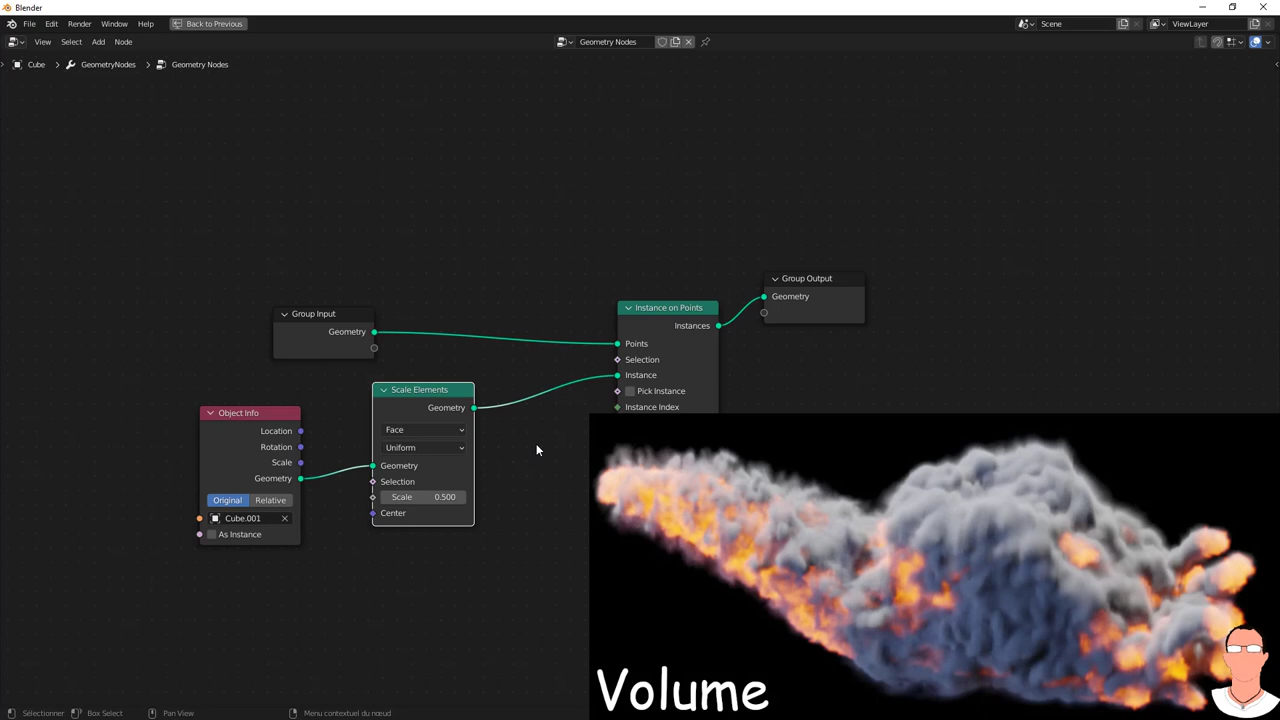 Blender
File Edit Render Window Help Back to Previous Scene ViewLayer
View Select Add Node Geometry Nodes
Cube GeometryNodes Geometry Nodes
Group Output
Geometry
Group Input
Geometry
Instance on Points
Instances
Points
Selection
Instance
Pick Instance
Instance Index
Scale Elements
Geometry
Face
Uniform
Geometry
Selection
Scale 0.500
Center
Object Info
Location
Rotation
Scale
Geometry
Original Relative
Cube.001
As Instance
Volume
Sélectionner Box Select Pan View Menu contextuel du nœud